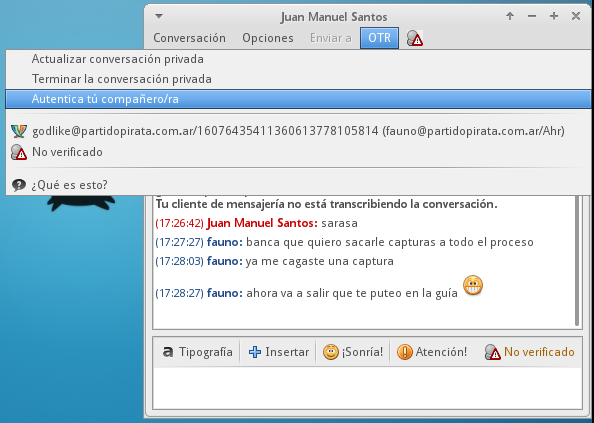 Juan Manuel Santos
Conversación Opciones Enviar a OTR
Actualizar conversación privada
Terminar la conversación privada
Autentica tú compañero/ra
godlike@partidopirata.com.ar/16076435411360613778105814 (fauno@partidopirata.com.ar/Ahr)
No verificado
¿Qué es esto?
Tu cliente de mensajería no está transcribiendo la conversación.
(17:26:42) Juan Manuel Santos: sarasa
(17:27:27) fauno: banca que quiero sacarle capturas a todo el proceso
(17:28:03) fauno: ya me cagaste una captura
(17:28:27) fauno: ahora va a salir que te puteo en la guía
a Tipografía Insertar ¡Sonría! ¡Atención! No verificado